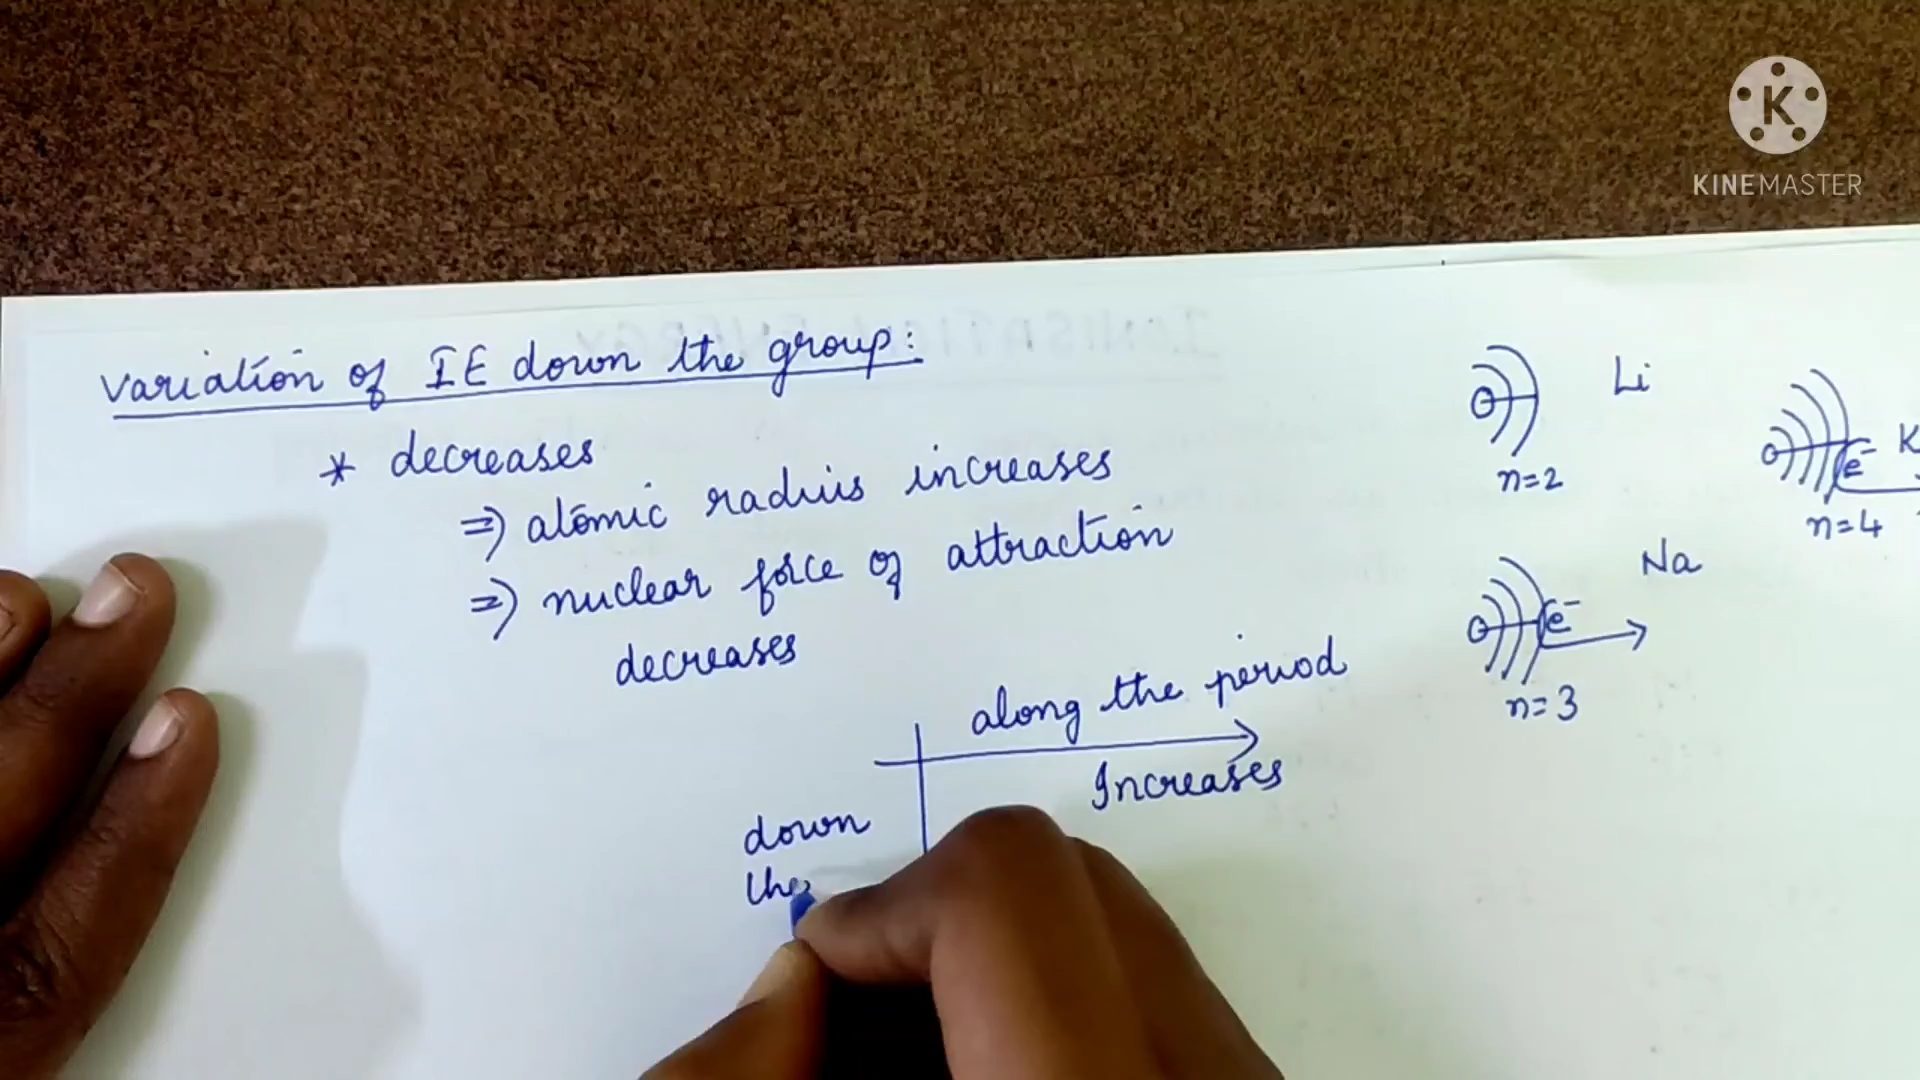 K
KINEMASTER
Variation of IE down the group:
* decreases
⇒ atomic radius increases
⇒ nuclear force of attraction
decreases
along the period
Increases
down
the
Li
n=2
e⁻ K
n=4
Na
e⁻
n=3